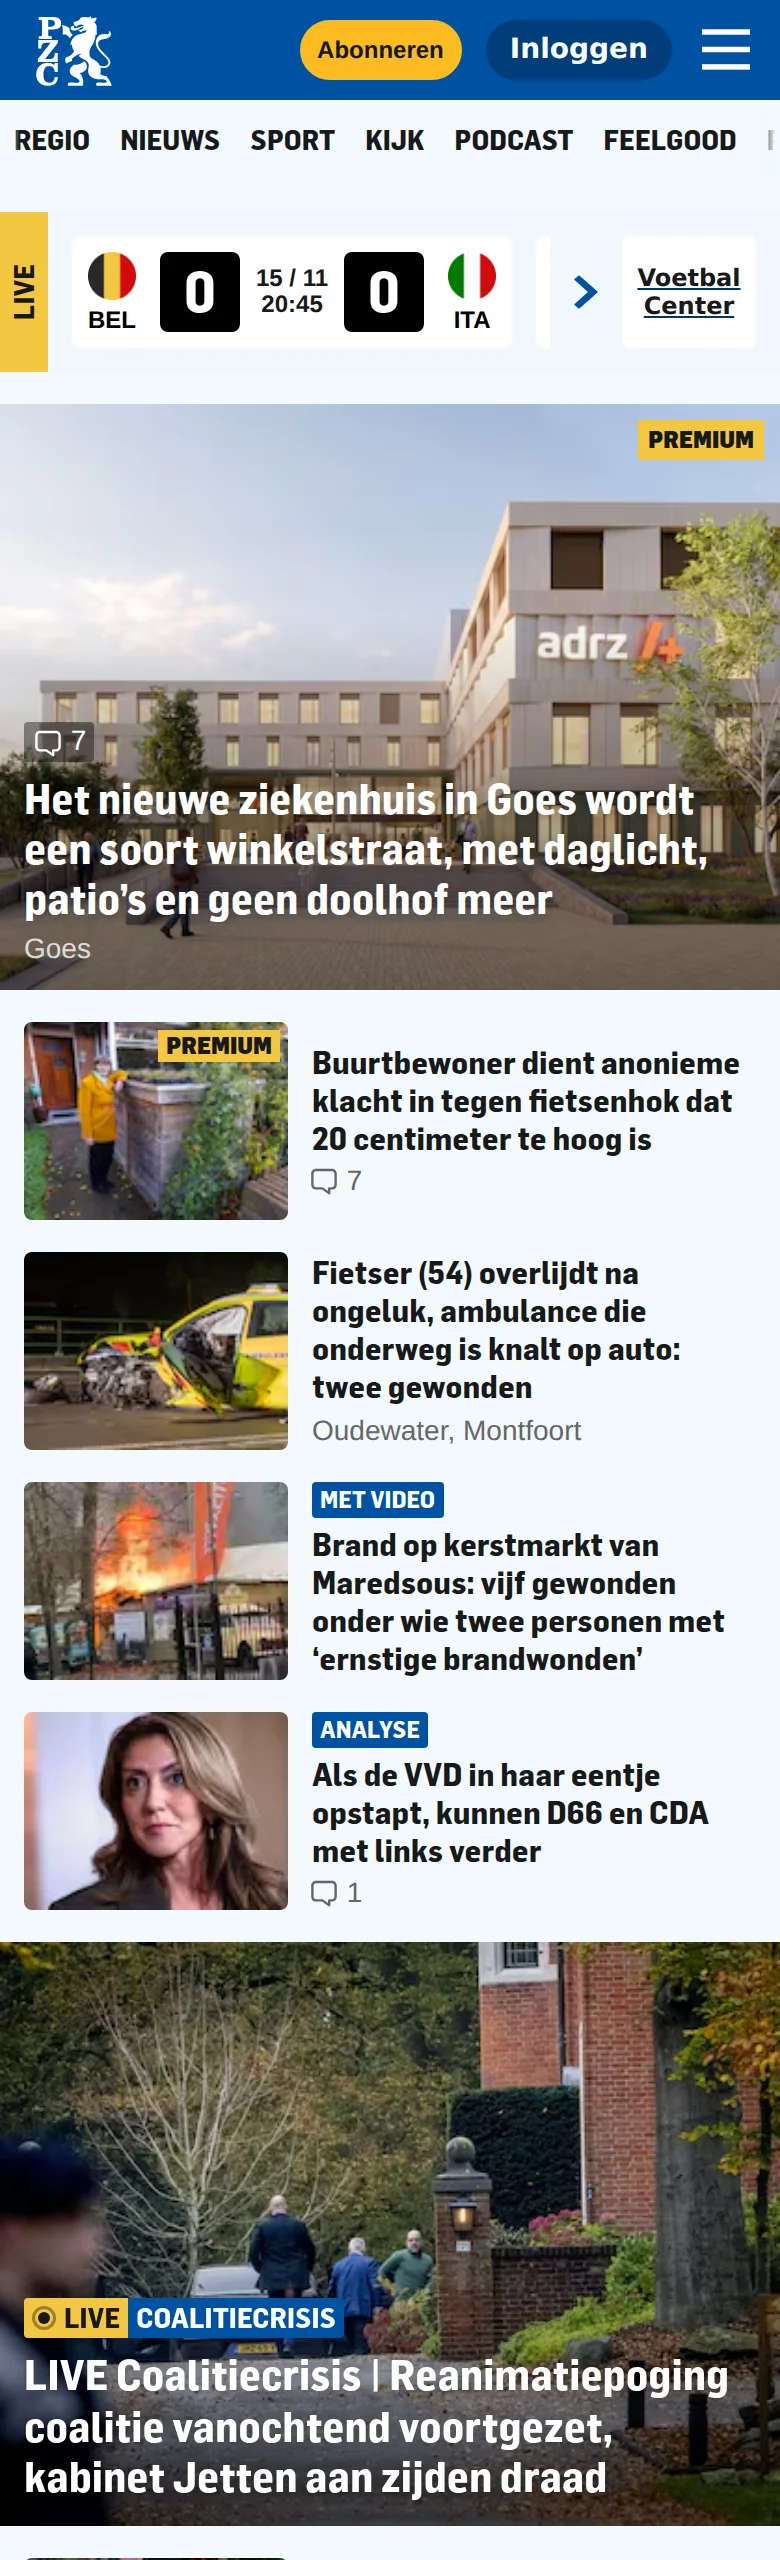 PZC
Abonneren
Inloggen
REGIO NIEUWS SPORT KIJK PODCAST FEELGOOD
LIVE
BEL
0
15 / 11
20:45
0
ITA
Voetbal
Center
PREMIUM
adrz
7
Het nieuwe ziekenhuis in Goes wordt
een soort winkelstraat, met daglicht,
patio’s en geen doolhof meer
Goes
PREMIUM
Buurtbewoner dient anonieme
klacht in tegen fietsenhok dat
20 centimeter te hoog is
7
Fietser (54) overlijdt na
ongeluk, ambulance die
onderweg is knalt op auto:
twee gewonden
Oudewater, Montfoort
MET VIDEO
Brand op kerstmarkt van
Maredsous: vijf gewonden
onder wie twee personen met
‘ernstige brandwonden’
ANALYSE
Als de VVD in haar eentje
opstapt, kunnen D66 en CDA
met links verder
1
LIVE COALITIECRISIS
LIVE Coalitiecrisis | Reanimatiepoging
coalitie vanochtend voortgezet,
kabinet Jetten aan zijden draad